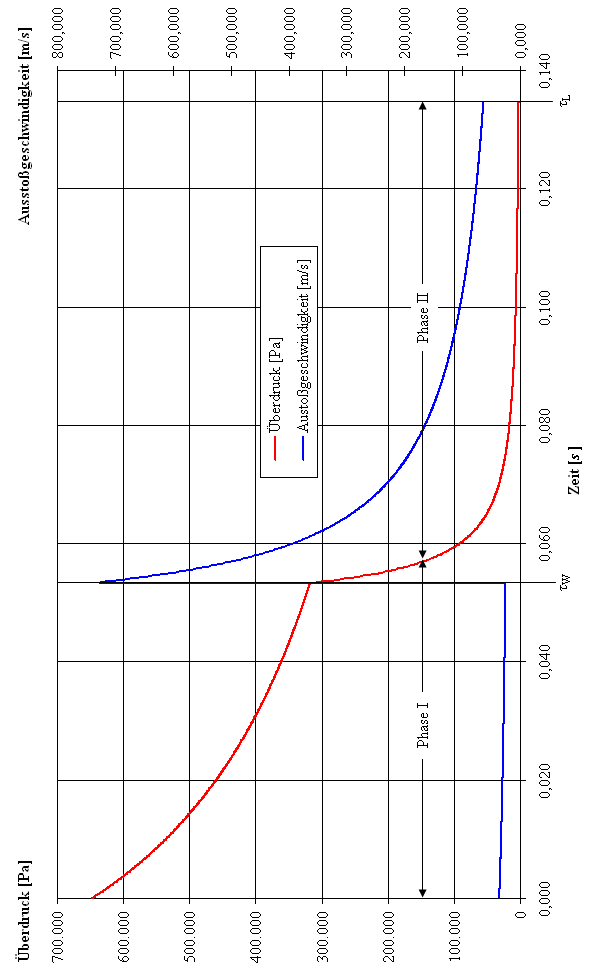 Überdruck [Pa]
Ausstoßgeschwindigkeit [m/s]
700.000
600.000
500.000
400.000
300.000
200.000
100.000
0
800,000
700,000
600,000
500,000
400,000
300,000
200,000
100,000
0,000
Überdruck [Pa]
Austoßgeschwindigkeit [m/s]
Phase I
Phase II
0,000
0,020
0,040
0,060
0,080
0,100
0,120
0,140
τW
τL
Zeit [s]